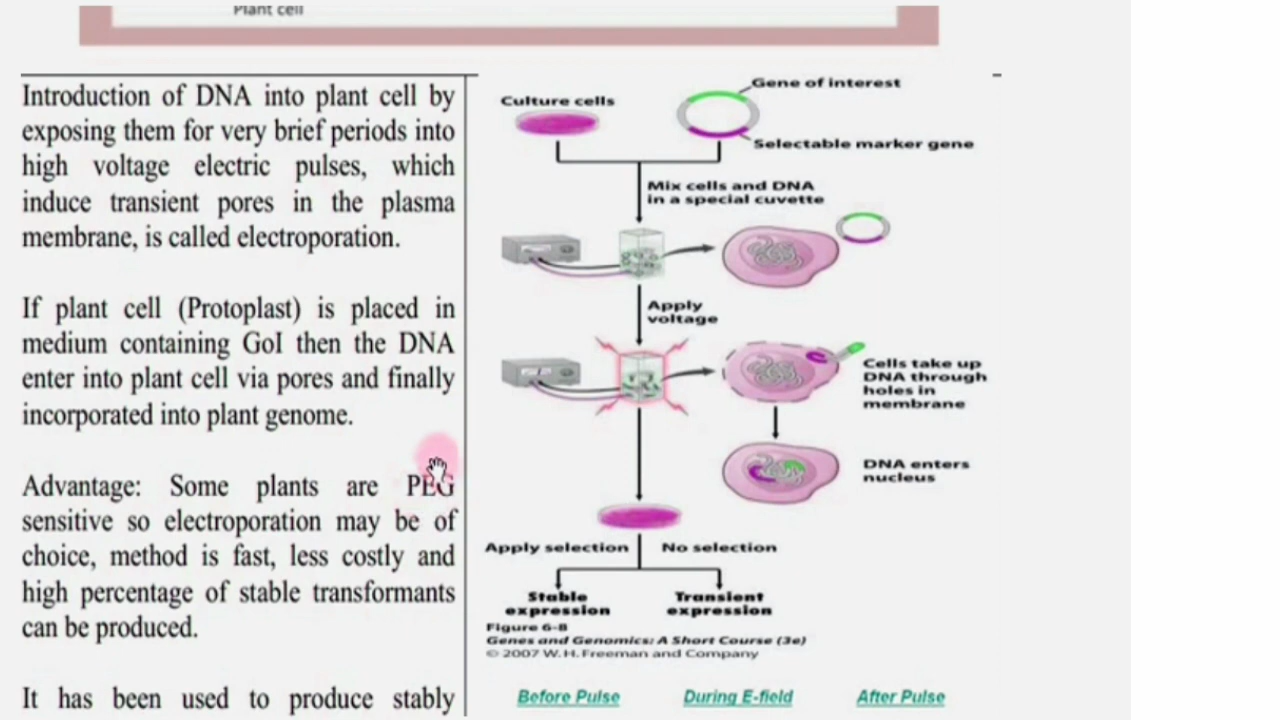 Plant cell
Introduction of DNA into plant cell by
exposing them for very brief periods into
high voltage electric pulses, which
induce transient pores in the plasma
membrane, is called electroporation.
If plant cell (Protoplast) is placed in
medium containing GoI then the DNA
enter into plant cell via pores and finally
incorporated into plant genome.
Advantage: Some plants are PEG
sensitive so electroporation may be of
choice, method is fast, less costly and
high percentage of stable transformants
can be produced.
It has been used to produce stably
Gene of interest
Culture cells
Selectable marker gene
Mix cells and DNA
in a special cuvette
Apply
voltage
Cells take up
DNA through
holes in
membrane
DNA enters
nucleus
Apply selection
No selection
Stable
expression
Transient
expression
Figure 6-8
Genes and Genomics: A Short Course (3e)
© 2007 W. H. Freeman and Company
Before Pulse
During E-field
After Pulse